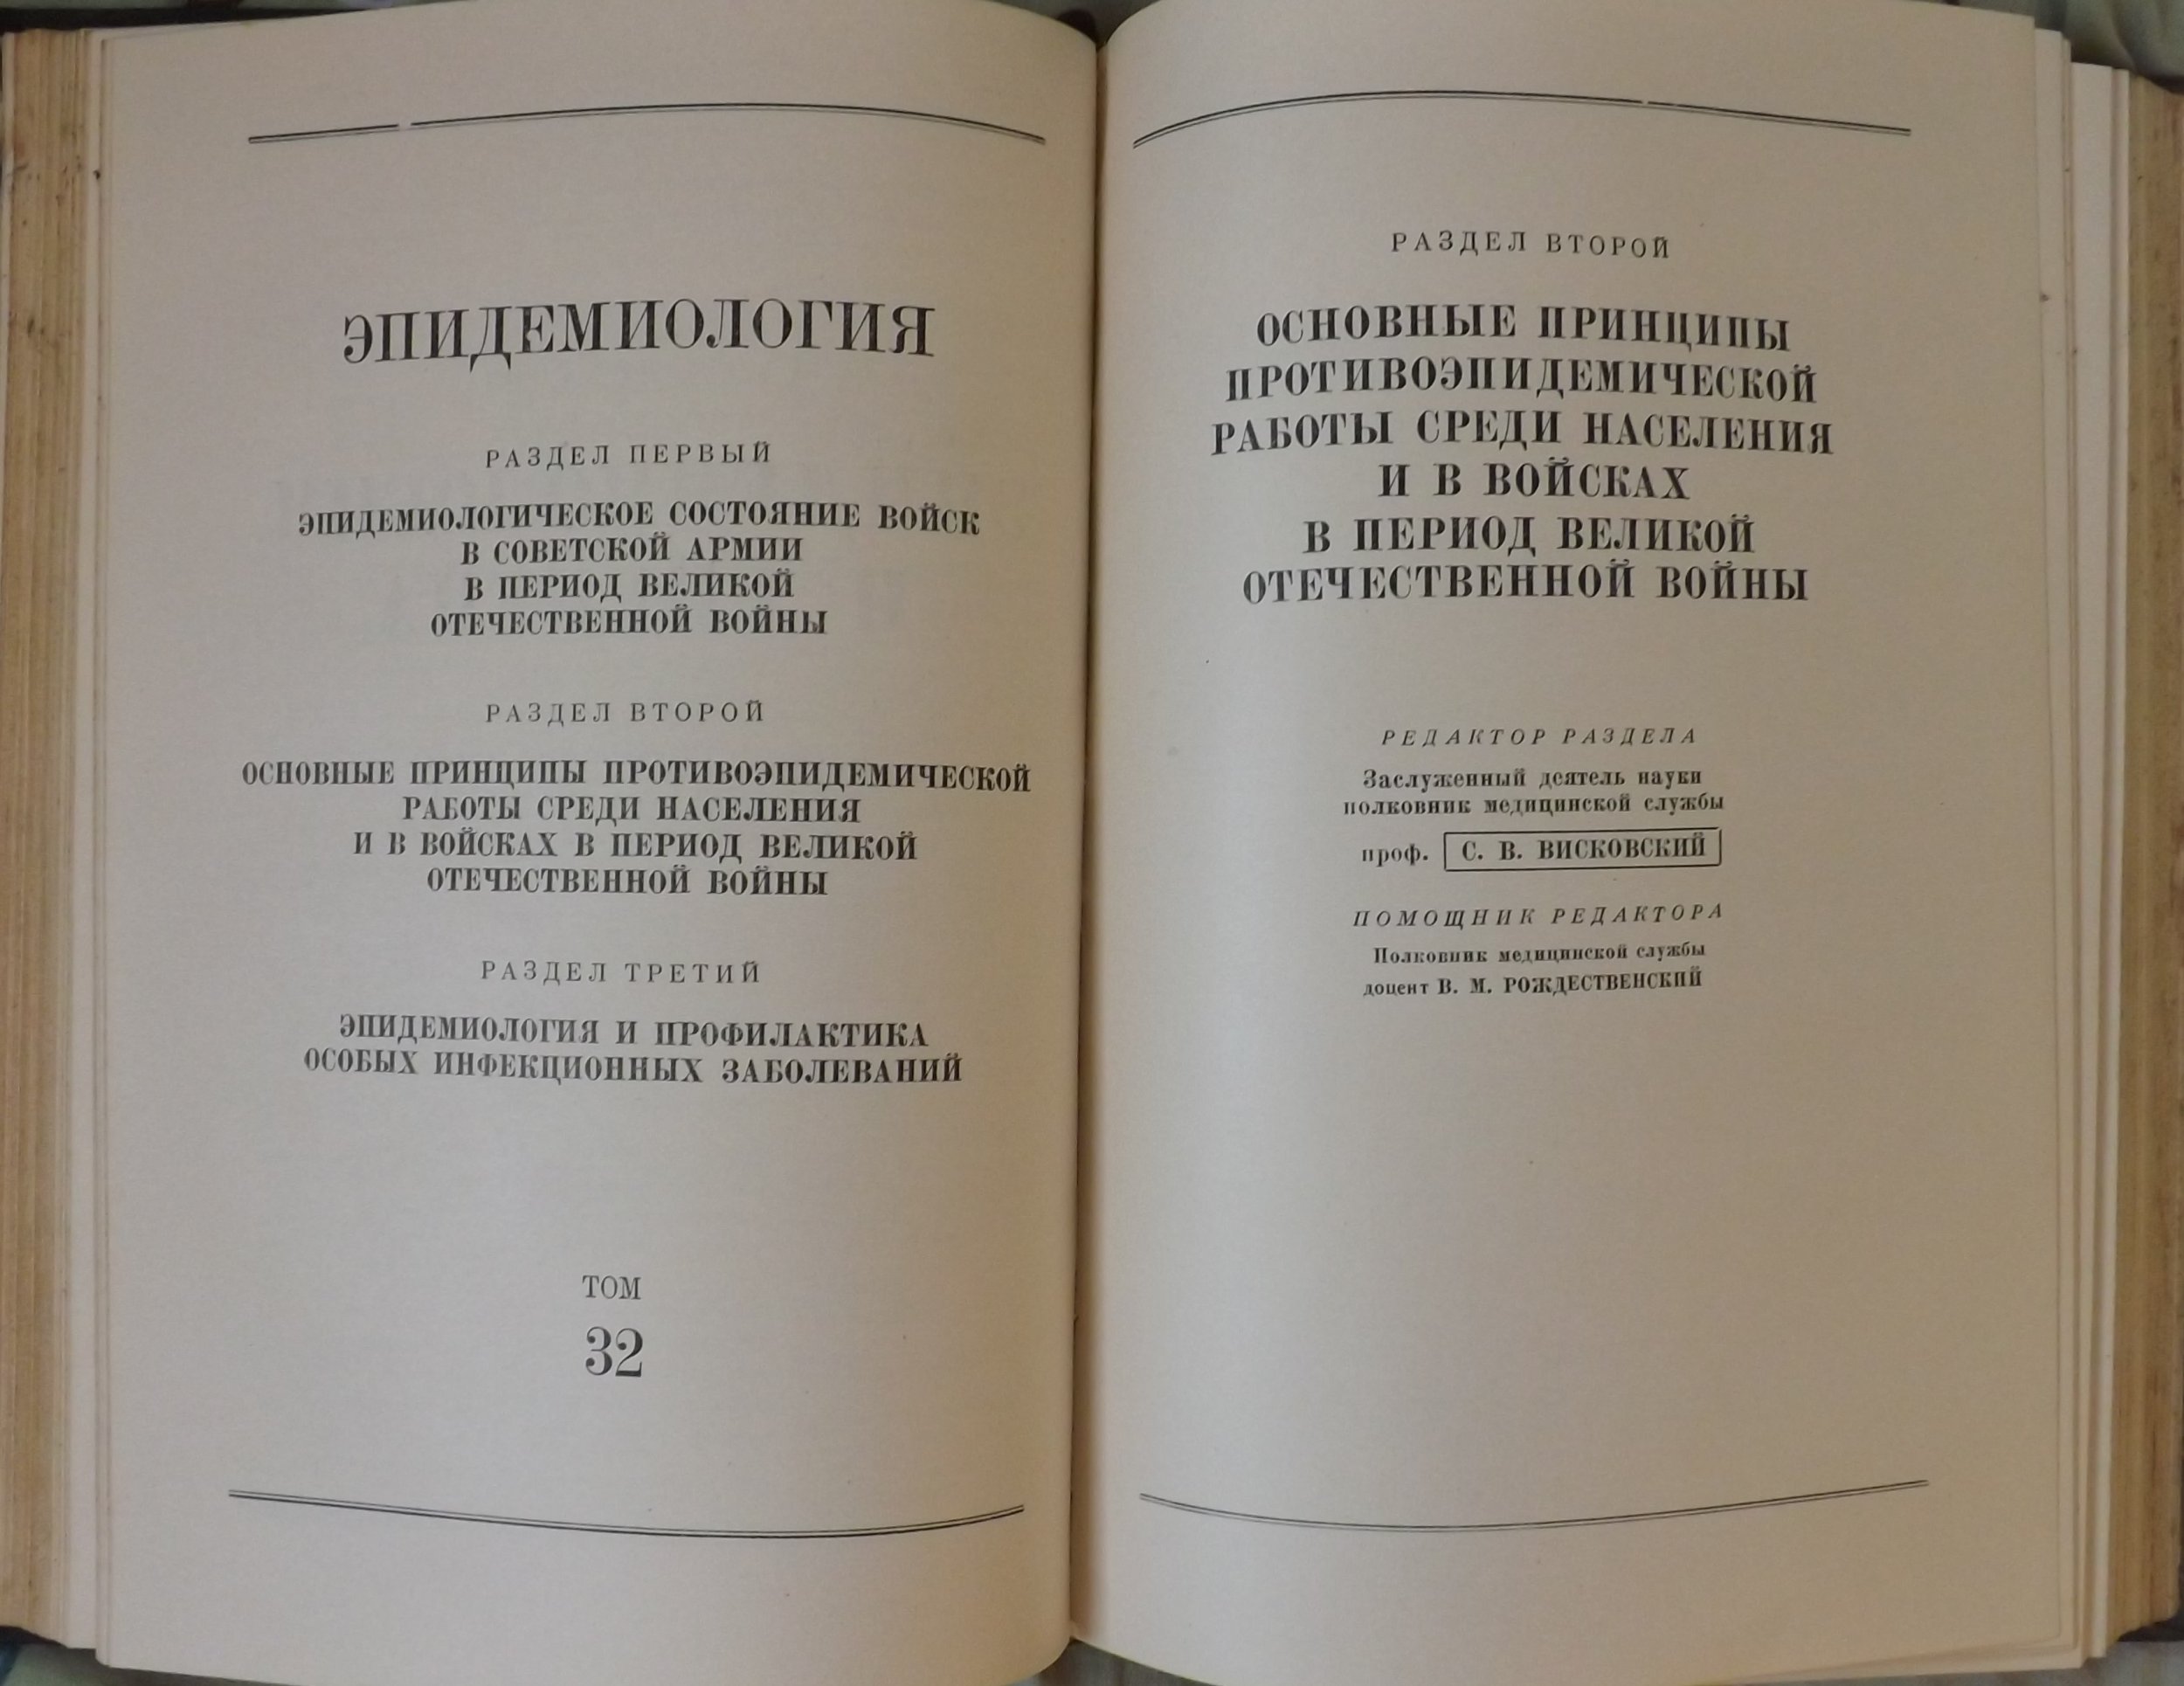 ЭПИДЕМИОЛОГИЯ
РАЗДЕЛ ПЕРВЫЙ
ЭПИДЕМИОЛОГИЧЕСКОЕ СОСТОЯНИЕ ВОЙСК
В СОВЕТСКОЙ АРМИИ
В ПЕРИОД ВЕЛИКОЙ
ОТЕЧЕСТВЕННОЙ ВОЙНЫ
РАЗДЕЛ ВТОРОЙ
ОСНОВНЫЕ ПРИНЦИПЫ ПРОТИВОЭПИДЕМИЧЕСКОЙ
РАБОТЫ СРЕДИ НАСЕЛЕНИЯ
И В ВОЙСКАХ В ПЕРИОД ВЕЛИКОЙ
ОТЕЧЕСТВЕННОЙ ВОЙНЫ
РАЗДЕЛ ТРЕТИЙ
ЭПИДЕМИОЛОГИЯ И ПРОФИЛАКТИКА
ОСОБЫХ ИНФЕКЦИОННЫХ ЗАБОЛЕВАНИЙ
ТОМ
32
РАЗДЕЛ ВТОРОЙ
ОСНОВНЫЕ ПРИНЦИПЫ
ПРОТИВОЭПИДЕМИЧЕСКОЙ
РАБОТЫ СРЕДИ НАСЕЛЕНИЯ
И В ВОЙСКАХ
В ПЕРИОД ВЕЛИКОЙ
ОТЕЧЕСТВЕННОЙ ВОЙНЫ
РЕДАКТОР РАЗДЕЛА
Заслуженный деятель науки
полковник медицинской службы
проф. С. В. ВИСКОВСКИЙ
ПОМОЩНИК РЕДАКТОРА
Полковник медицинской службы
доцент В. М. РОЖДЕСТВЕНСКИЙ